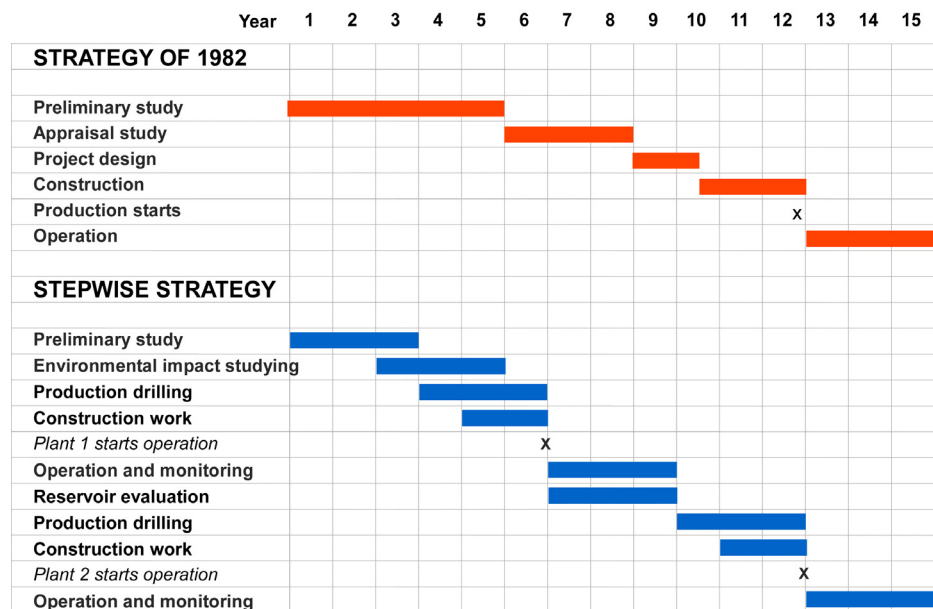 Year 1 2 3 4 5 6 7 8 9 10 11 12 13 14 15
STRATEGY OF 1982
Preliminary study
Appraisal study
Project design
Construction
Production starts x
Operation
STEPWISE STRATEGY
Preliminary study
Environmental impact studying
Production drilling
Construction work
Plant 1 starts operation x
Operation and monitoring
Reservoir evaluation
Production drilling
Construction work
Plant 2 starts operation x
Operation and monitoring